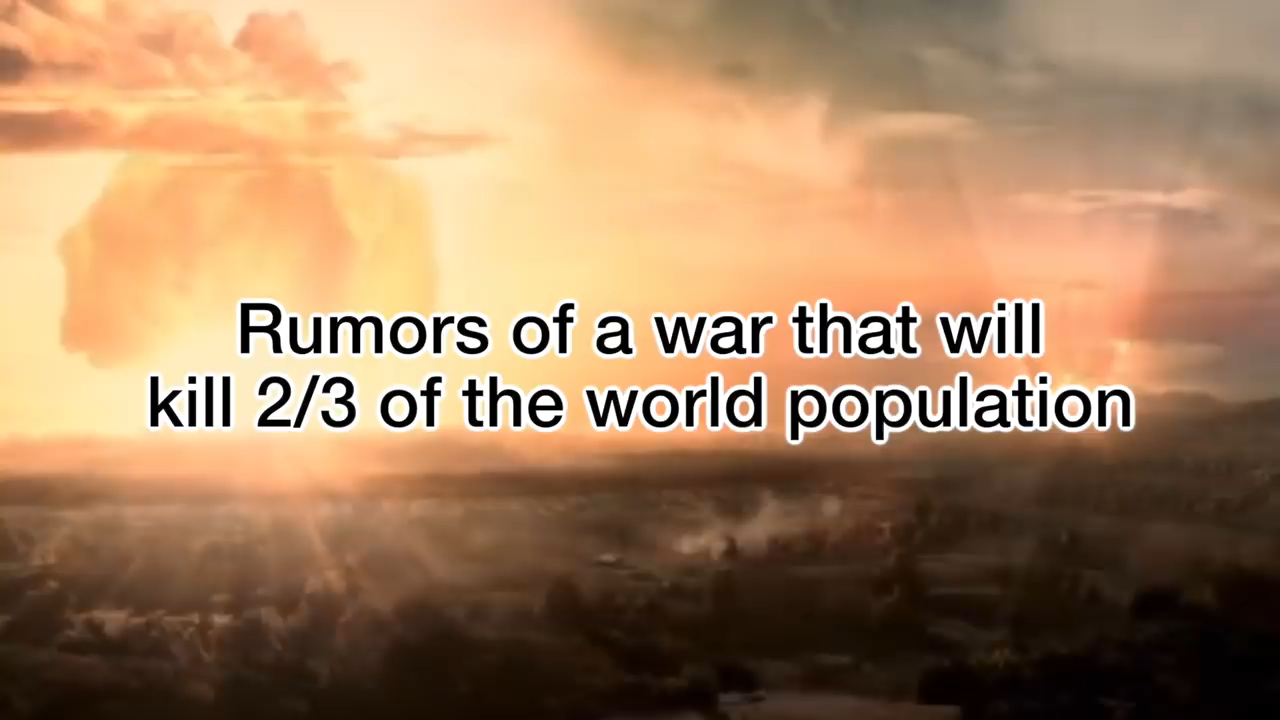 Rumors of a war that will
kill 2/3 of the world population